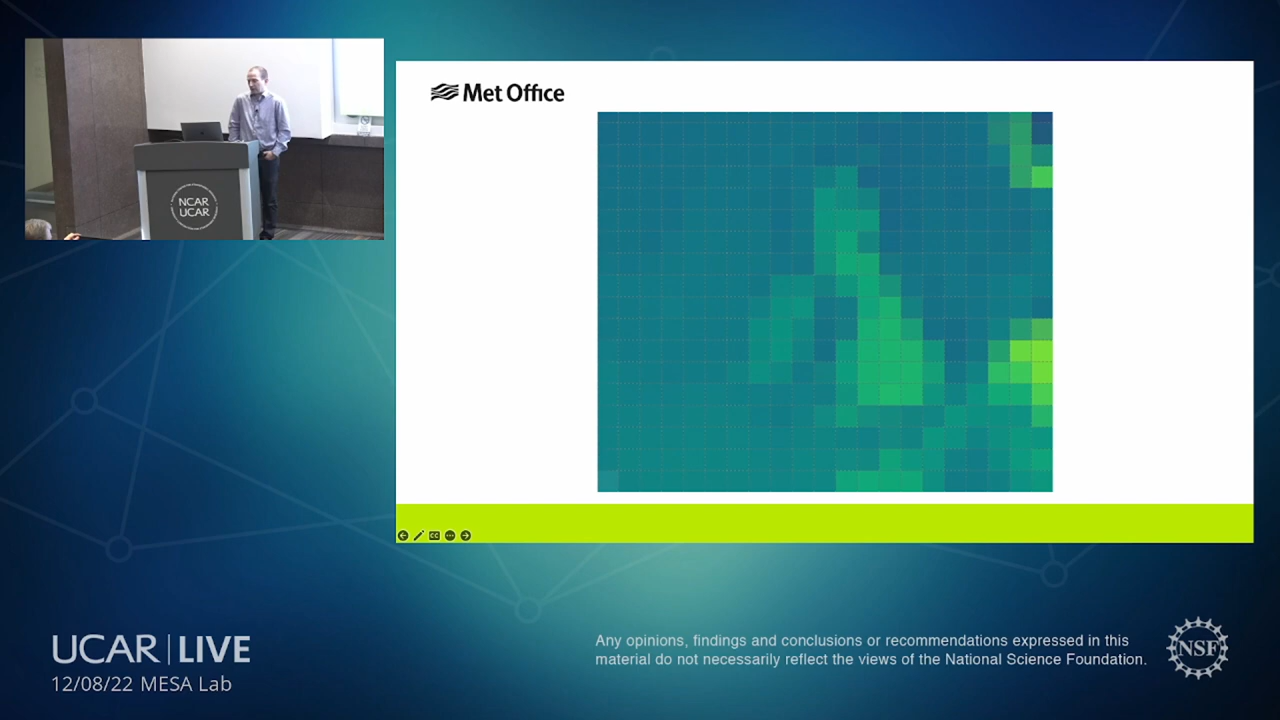 Met Office
NCAR
UCAR
UCAR | LIVE
12/08/22 MESA Lab
Any opinions, findings and conclusions or recommendations expressed in this
material do not necessarily reflect the views of the National Science Foundation.
NSF